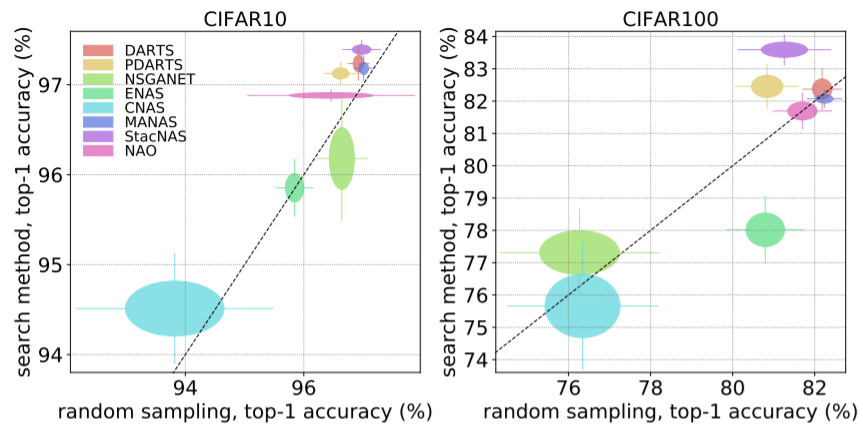 CIFAR10
search method, top-1 accuracy (%)
97
96
95
94
DARTS
PDARTS
NSGANET
ENAS
CNAS
MANAS
StacNAS
NAO
94 96
random sampling, top-1 accuracy (%)
CIFAR100
search method, top-1 accuracy (%)
84
83
82
81
80
79
78
77
76
75
74
76 78 80 82
random sampling, top-1 accuracy (%)